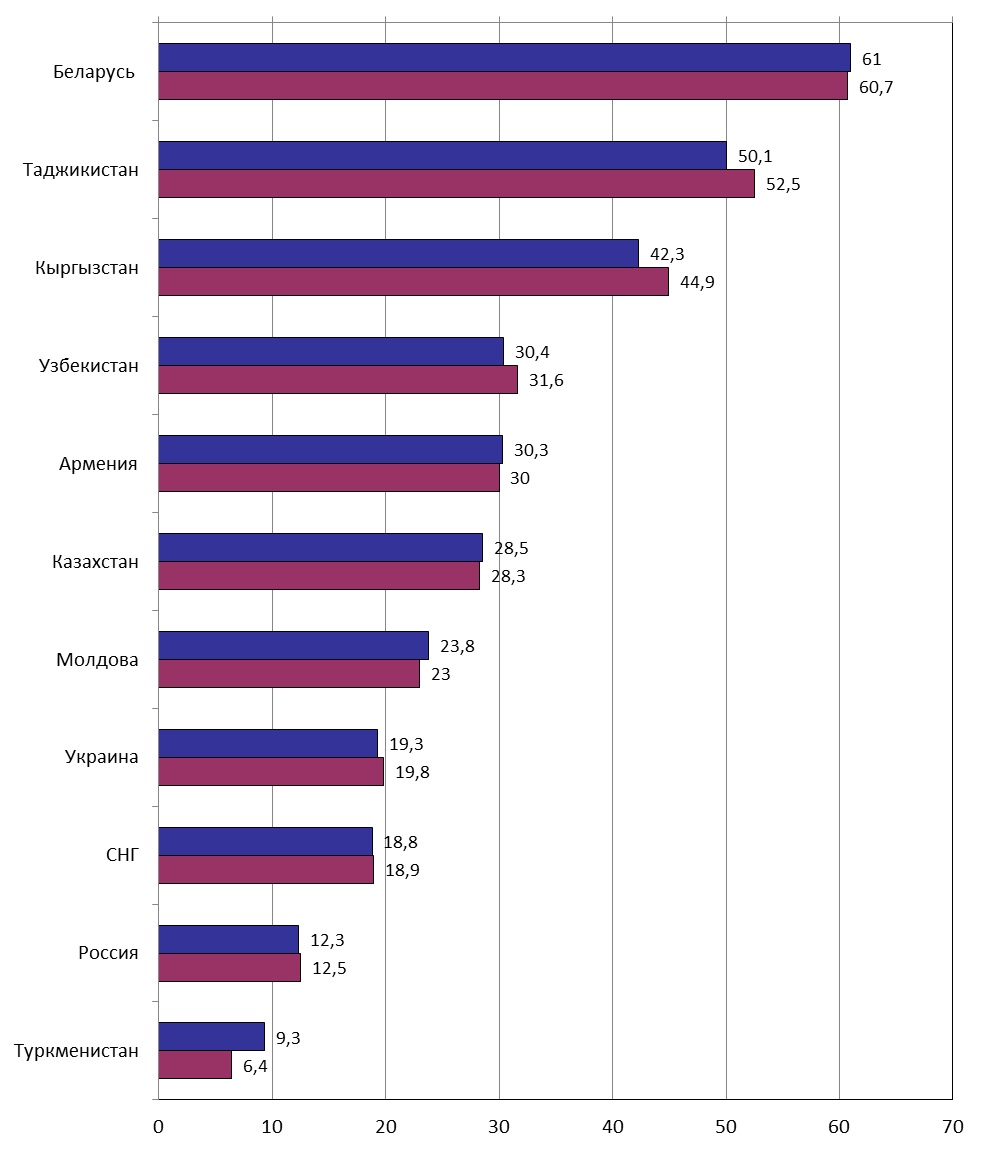 Беларусь
61
60,7
Таджикистан
50,1
52,5
Кыргызстан
42,3
44,9
Узбекистан
30,4
31,6
Армения
30,3
30
Казахстан
28,5
28,3
Молдова
23,8
23
Украина
19,3
19,8
СНГ
18,8
18,9
Россия
12,3
12,5
Туркменистан
9,3
6,4
0 10 20 30 40 50 60 70